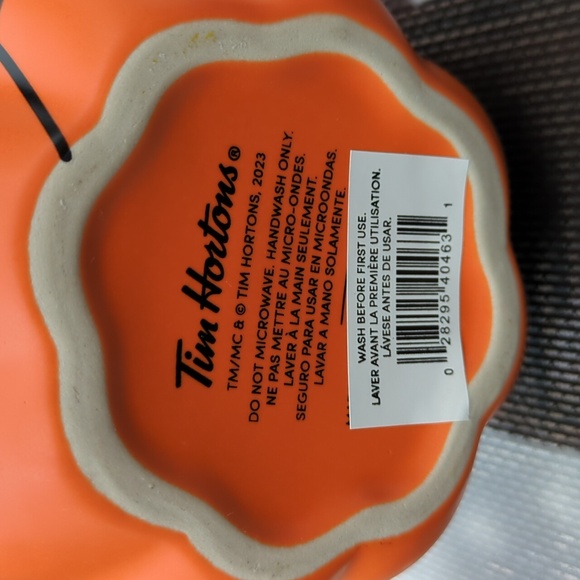 Tim Hortons®
TM/MC & © TIM HORTONS, 2023
DO NOT MICROWAVE. HANDWASH ONLY.
NE PAS METTRE AU MICRO-ONDES.
LAVER À LA MAIN SEULEMENT.
SEGURO PARA USAR EN MICROONDAS.
LAVAR A MANO SOLAMENTE.
WASH BEFORE FIRST USE.
LAVER AVANT LA PREMIÈRE UTILISATION.
LÁVESE ANTES DE USAR.
0 28295 40463 1